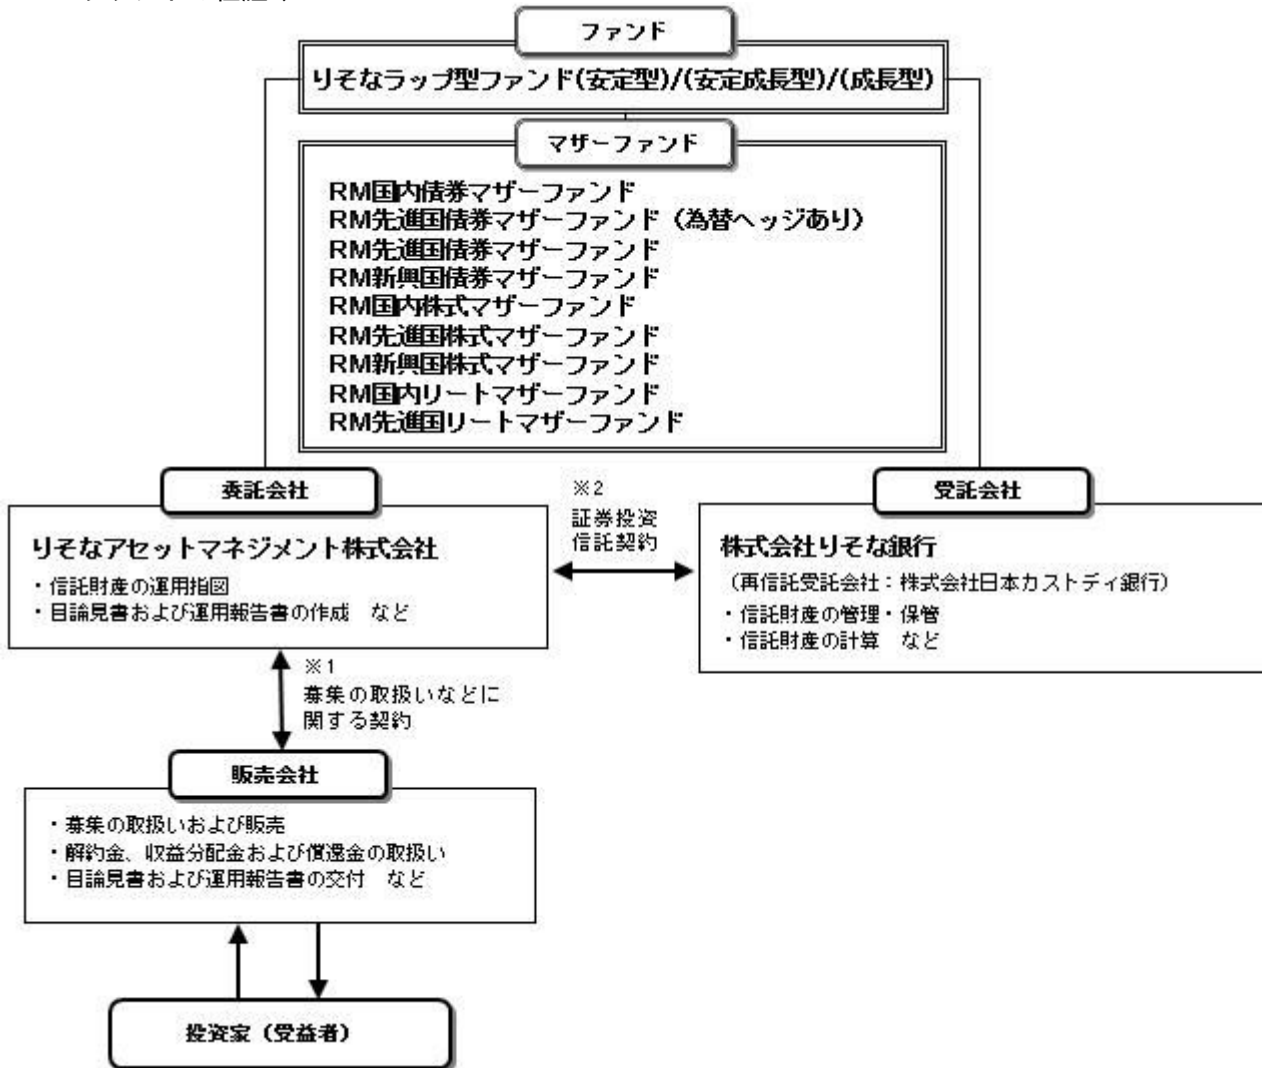 ファンド
りそなラップ型ファンド(安定型)/(安定成長型)/(成長型)
マザーファンド
RM国内債券マザーファンド
RM先進国債券マザーファンド（為替ヘッジあり）
RM先進国債券マザーファンド
RM新興国債券マザーファンド
RM国内株式マザーファンド
RM先進国株式マザーファンド
RM新興国株式マザーファンド
RM国内リートマザーファンド
RM先進国リートマザーファンド
委託会社
りそなアセットマネジメント株式会社
・信託財産の運用指図
・目論見書および運用報告書の作成　など
※2
証券投資
信託契約
受託会社
株式会社りそな銀行
（再信託受託会社：株式会社日本カストディ銀行）
・信託財産の管理・保管
・信託財産の計算　など
※1
募集の取扱いなどに
関する契約
販売会社
・募集の取扱いおよび販売
・解約金、収益分配金および償還金の取扱い
・目論見書および運用報告書の交付　など
投資家（受益者）